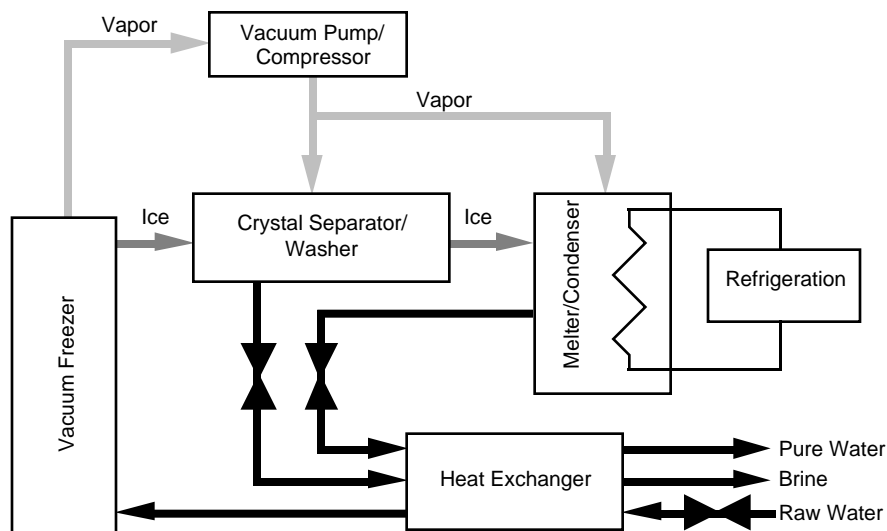 Vapor
Vacuum Pump/
Compressor
Vapor
Ice
Crystal Separator/
Washer
Ice
Melter/Condenser
Refrigeration
Vacuum Freezer
Heat Exchanger
Pure Water
Brine
Raw Water